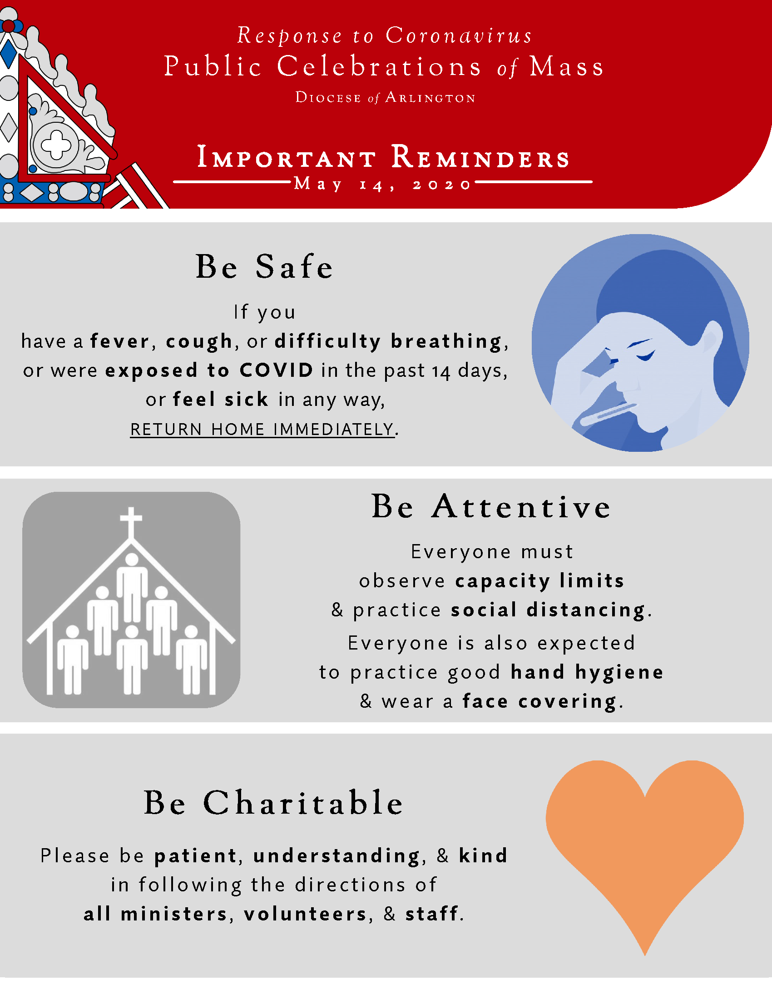 Response to Coronavirus
Public Celebrations of Mass
Diocese of Arlington
Important Reminders
May 14, 2020
Be Safe
If you
have a fever, cough, or difficulty breathing,
or were exposed to COVID in the past 14 days,
or feel sick in any way,
RETURN HOME IMMEDIATELY.
Be Attentive
Everyone must
observe capacity limits
& practice social distancing.
Everyone is also expected
to practice good hand hygiene
& wear a face covering.
Be Charitable
Please be patient, understanding, & kind
in following the directions of
all ministers, volunteers, & staff.